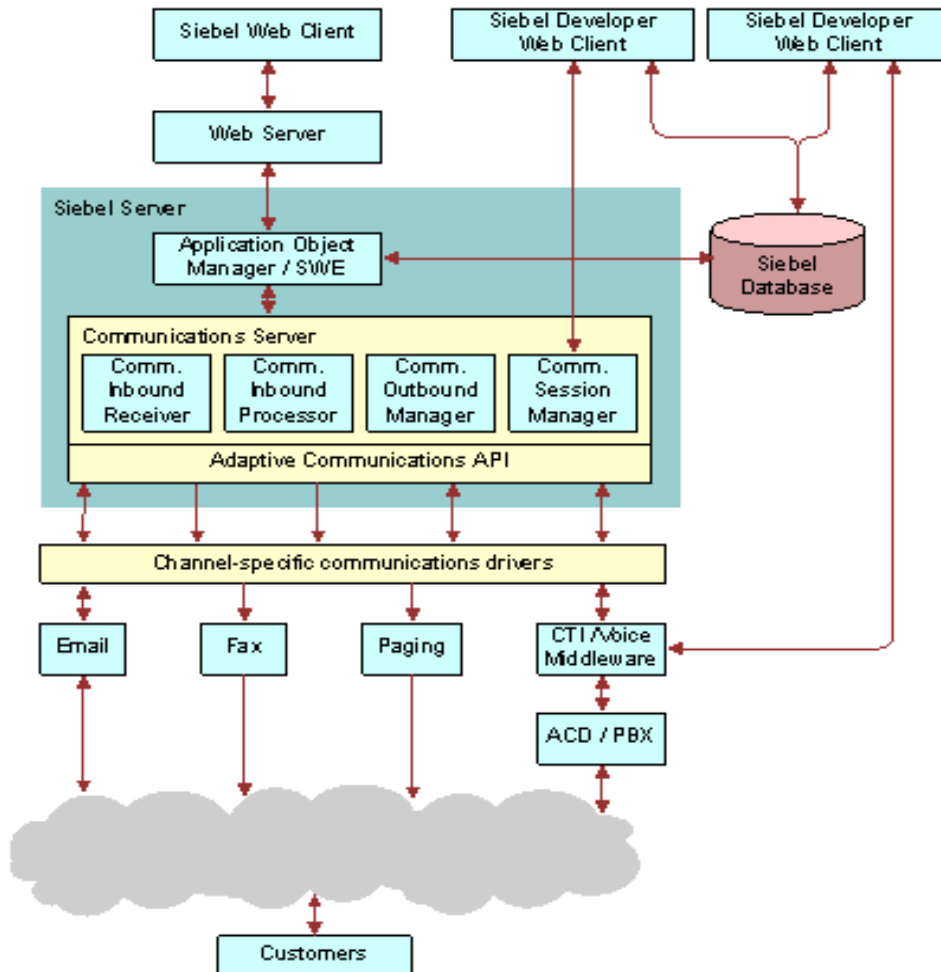 Siebel Web Client
Siebel Developer
Web Client
Siebel Developer
Web Client
Web Server
Siebel Server
Application Object
Manager / SWE
Siebel
Database
Communications Server
Comm.
Inbound
Receiver
Comm.
Inbound
Processor
Comm.
Outbound
Manager
Comm.
Session
Manager
Adaptive Communications API
Channel-specific communications drivers
Email
Fax
Paging
CTI /Voice
Middleware
ACD / PBX
Customers